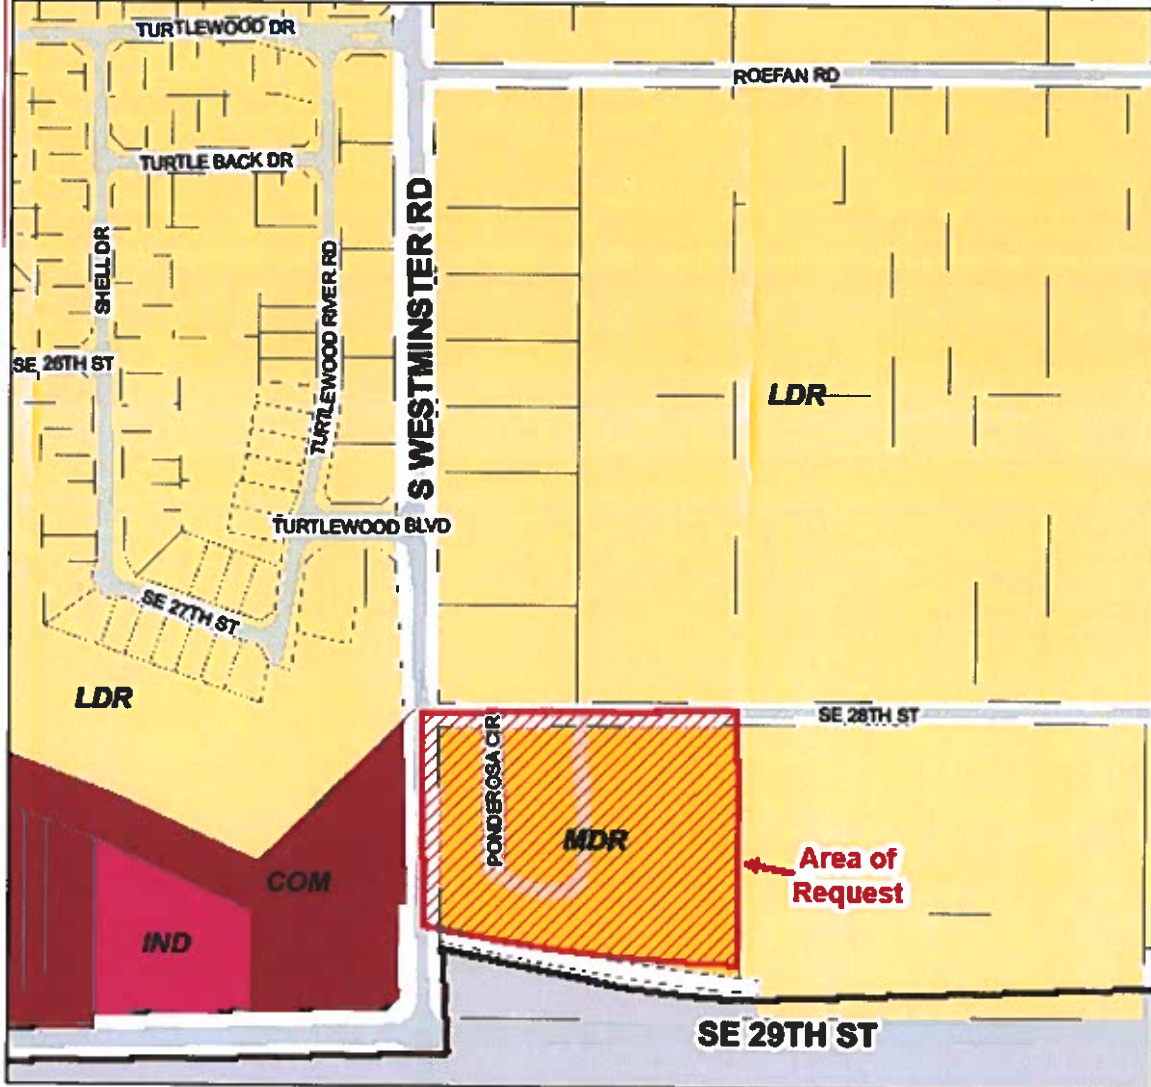 TURTLEWOOD DR
ROEFAN RD
TURTLE BACK DR
S WESTMINSTER RD
SHELL DR
TURTLEWOOD RIVER RD
SE 26TH ST
LDR
TURTLEWOOD BLVD
SE 27TH ST
LDR
SE 28TH ST
PONDEROSA CIR
MDR
Area of
Request
COM
IND
SE 29TH ST